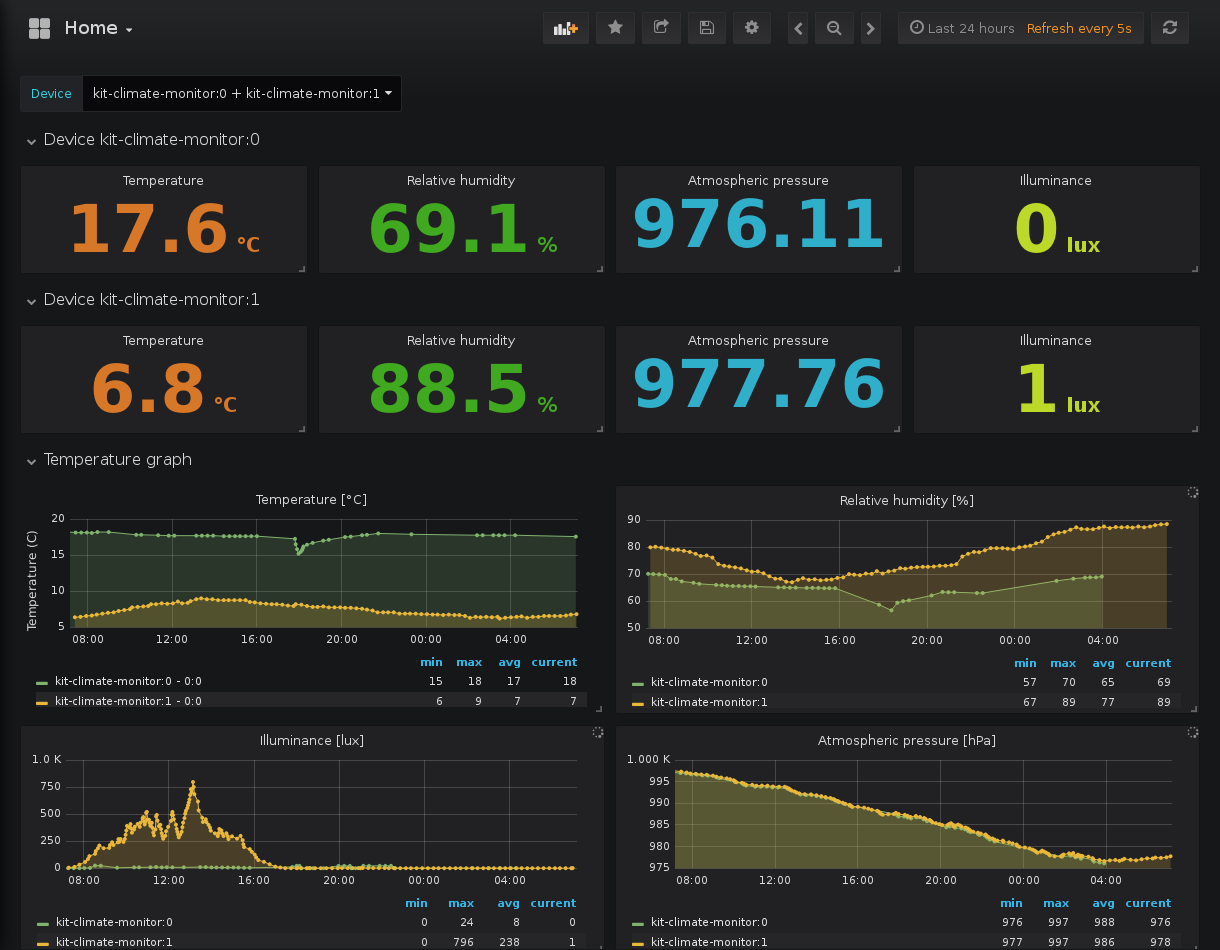 Home
Last 24 hours Refresh every 5s
Device kit-climate-monitor:0 + kit-climate-monitor:1
Device kit-climate-monitor:0
Temperature Relative humidity Atmospheric pressure Illuminance
17.6 °C 69.1 % 976.11 0 lux
Device kit-climate-monitor:1
Temperature Relative humidity Atmospheric pressure Illuminance
6.8 °C 88.5 % 977.76 1 lux
Temperature graph
Temperature [°C]
Temperature (C)
20
15
10
5
08:00 12:00 16:00 20:00 00:00 04:00
min max avg current
kit-climate-monitor:0 - 0:0 15 18 17 18
kit-climate-monitor:1 - 0:0 6 9 7 7
Relative humidity [%]
90
80
70
60
50
08:00 12:00 16:00 20:00 00:00 04:00
min max avg current
kit-climate-monitor:0 57 70 65 69
kit-climate-monitor:1 67 89 77 89
Illuminance [lux]
1.0 K
750
500
250
0
08:00 12:00 16:00 20:00 00:00 04:00
min max avg current
kit-climate-monitor:0 0 24 8 0
kit-climate-monitor:1 0 796 238 1
Atmospheric pressure [hPa]
1.000 K
995
990
985
980
975
08:00 12:00 16:00 20:00 00:00 04:00
min max avg current
kit-climate-monitor:0 976 997 988 976
kit-climate-monitor:1 977 997 986 978